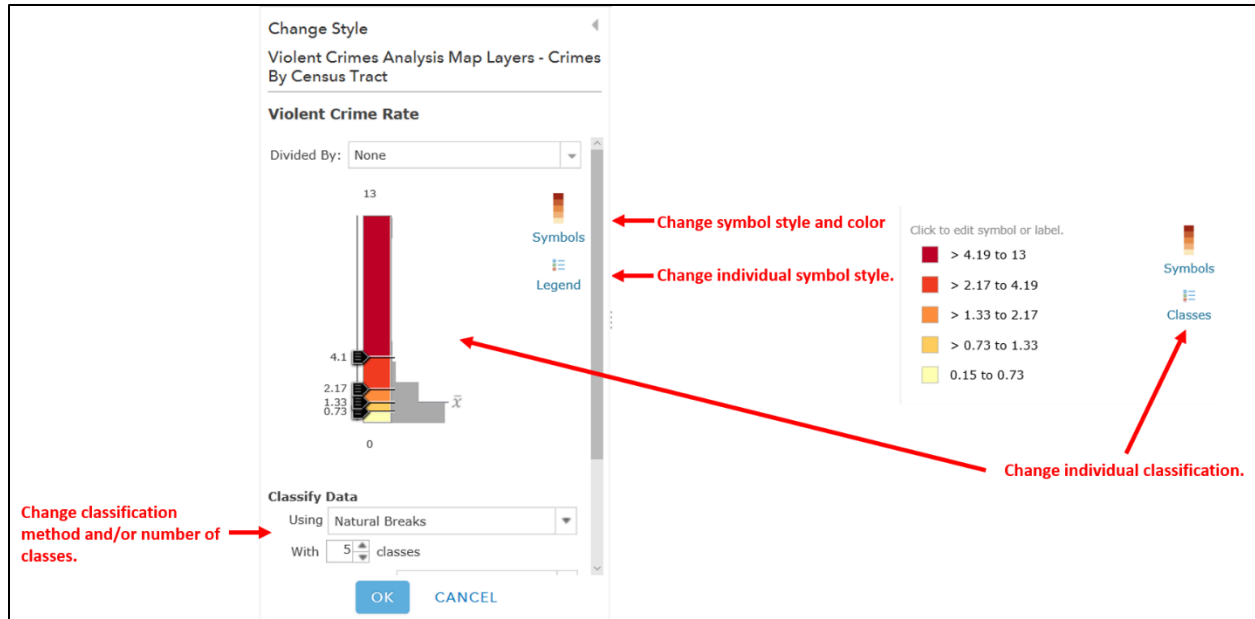 Change Style
Violent Crimes Analysis Map Layers - Crimes
By Census Tract
Violent Crime Rate
Divided By: None
13
Symbols
Legend
4.1
2.17
1.33
0.73
x̄
0
Classify Data
Using Natural Breaks
With 5 classes
OK CANCEL
Change classification
method and/or number of
classes.
Change symbol style and color
Change individual symbol style.
Click to edit symbol or label.
> 4.19 to 13
> 2.17 to 4.19
> 1.33 to 2.17
> 0.73 to 1.33
0.15 to 0.73
Symbols
Classes
Change individual classification.